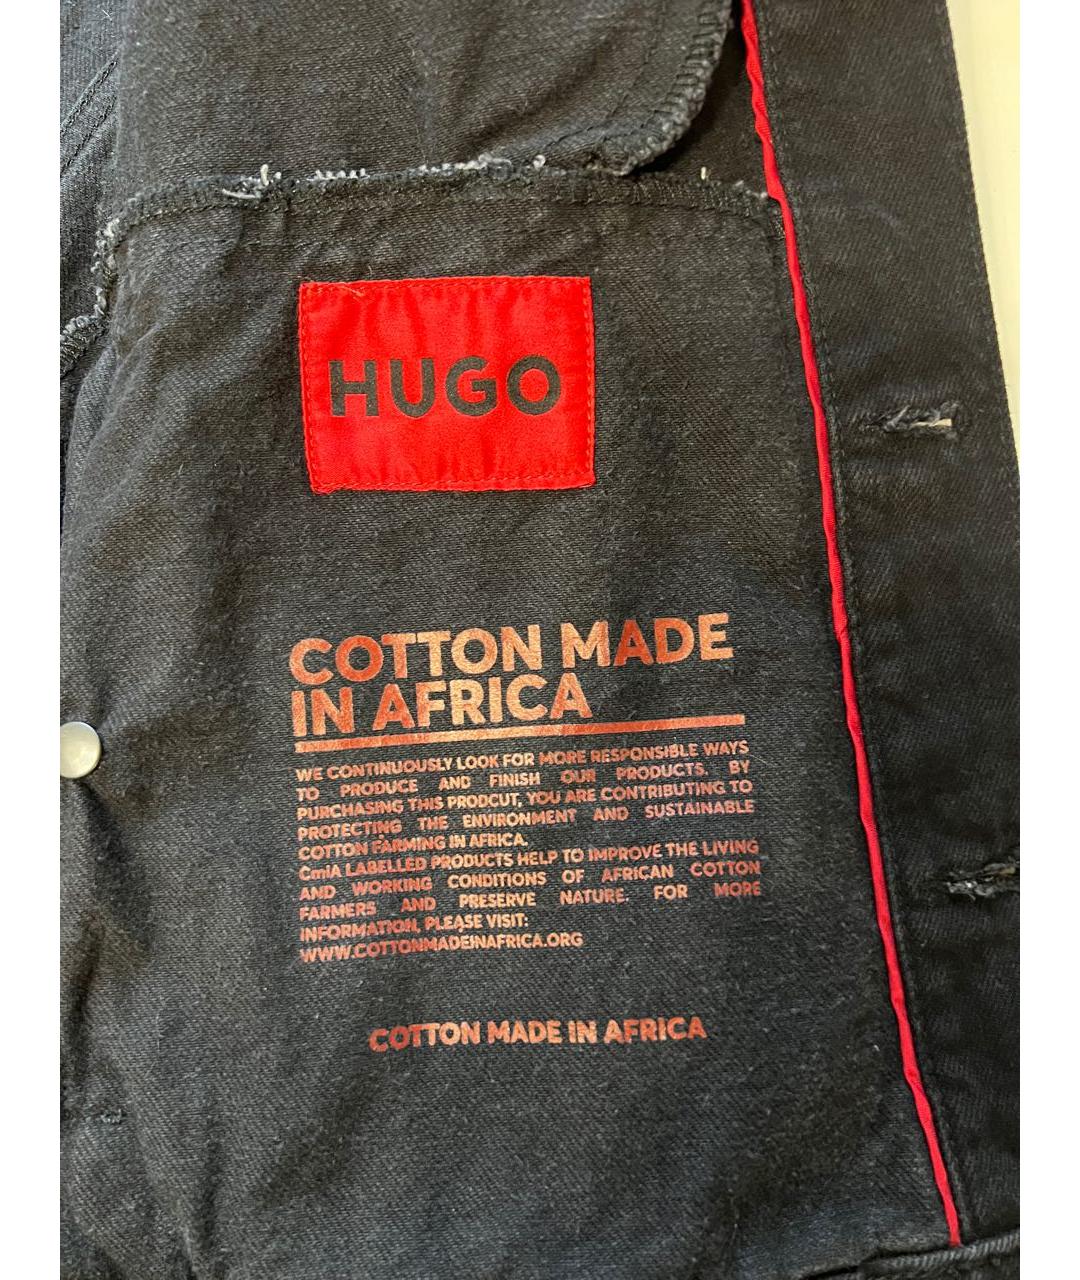 HUGO
COTTON MADE
IN AFRICA
WE CONTINUOUSLY LOOK FOR MORE RESPONSIBLE WAYS
TO PRODUCE AND FINISH OUR PRODUCTS. BY
PURCHASING THIS PRODCUT, YOU ARE CONTRIBUTING TO
PROTECTING THE ENVIRONMENT AND SUSTAINABLE
COTTON FARMING IN AFRICA.
CmiA LABELLED PRODUCTS HELP TO IMPROVE THE LIVING
AND WORKING CONDITIONS OF AFRICAN COTTON
FARMERS AND PRESERVE NATURE. FOR MORE
INFORMATION, PLEASE VISIT:
WWW.COTTONMADEINAFRICA.ORG
COTTON MADE IN AFRICA